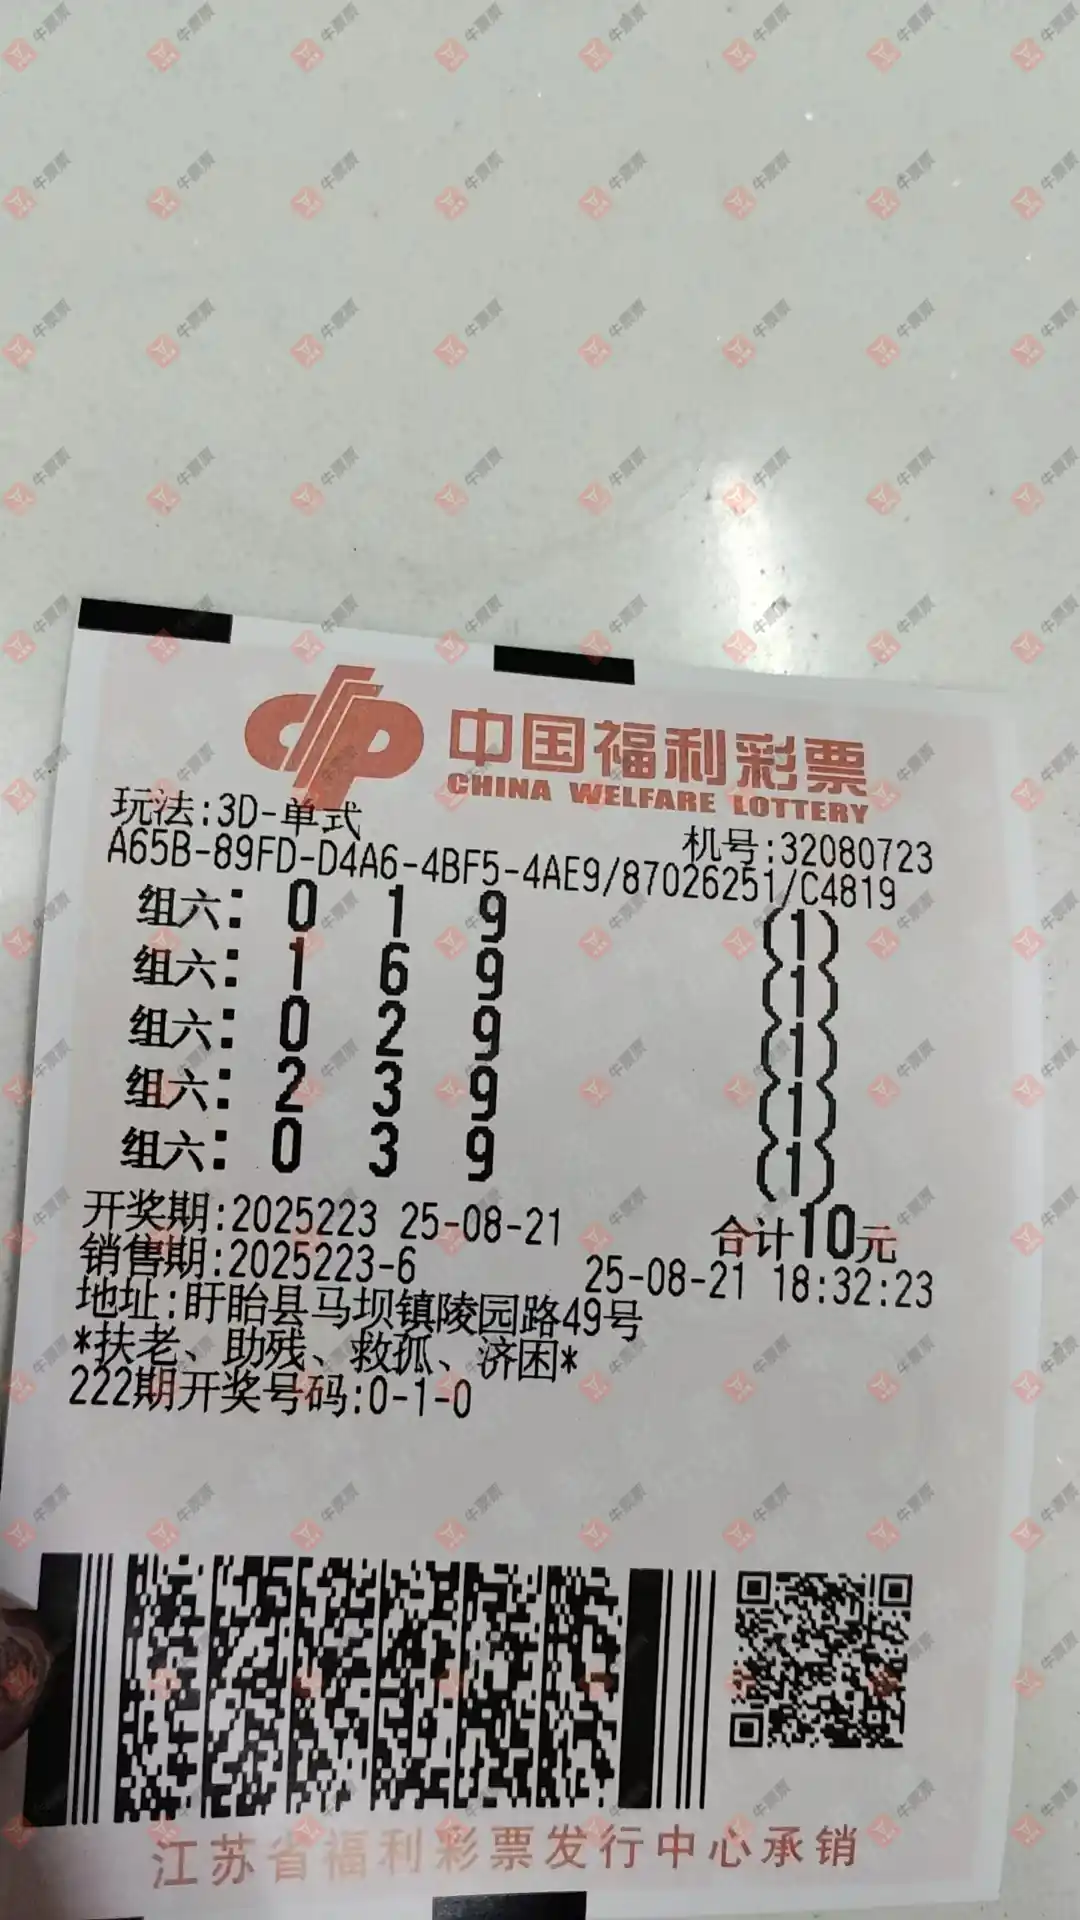 中国福利彩票
CHINA WELFARE LOTTERY
玩法:3D-单式
机号:32080723
A65B-89FD-D4A6-4BF5-4AE9/87026251/C4819
组六: 0 1 9 (1)
组六: 1 6 9 (1)
组六: 0 2 9 (1)
组六: 2 3 9 (1)
组六: 0 3 9 (1)
开奖期:2025223 25-08-21 合计10元
销售期:2025223-6 25-08-21 18:32:23
地址:盱眙县马坝镇陵园路49号
*扶老、助残、救孤、济困*
222期开奖号码:0-1-0
江苏省福利彩票发行中心承销
牛票票